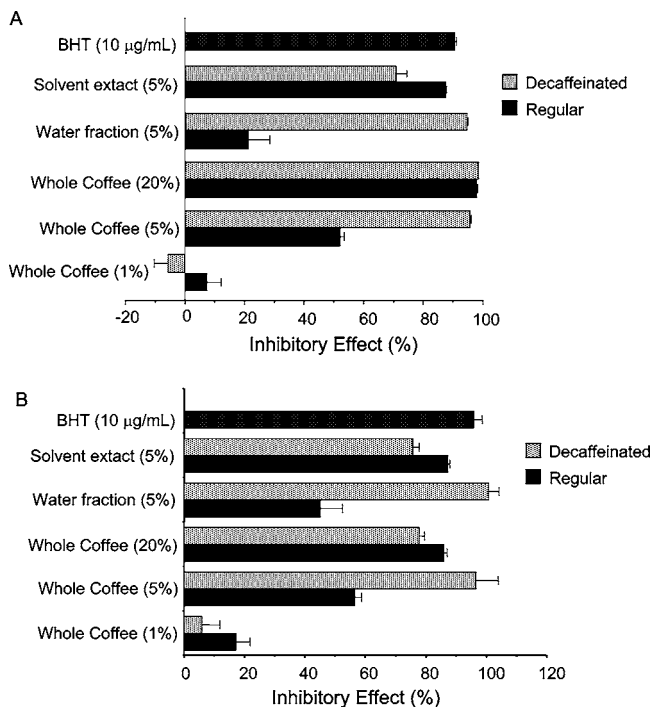 A
BHT (10 μg/mL)
Solvent extact (5%)
Water fraction (5%)
Whole Coffee (20%)
Whole Coffee (5%)
Whole Coffee (1%)
Decaffeinated
Regular
-20 0 20 40 60 80 100
Inhibitory Effect (%)
B
BHT (10 μg/mL)
Solvent extact (5%)
Water fraction (5%)
Whole Coffee (20%)
Whole Coffee (5%)
Whole Coffee (1%)
Decaffeinated
Regular
0 20 40 60 80 100 120
Inhibitory Effect (%)